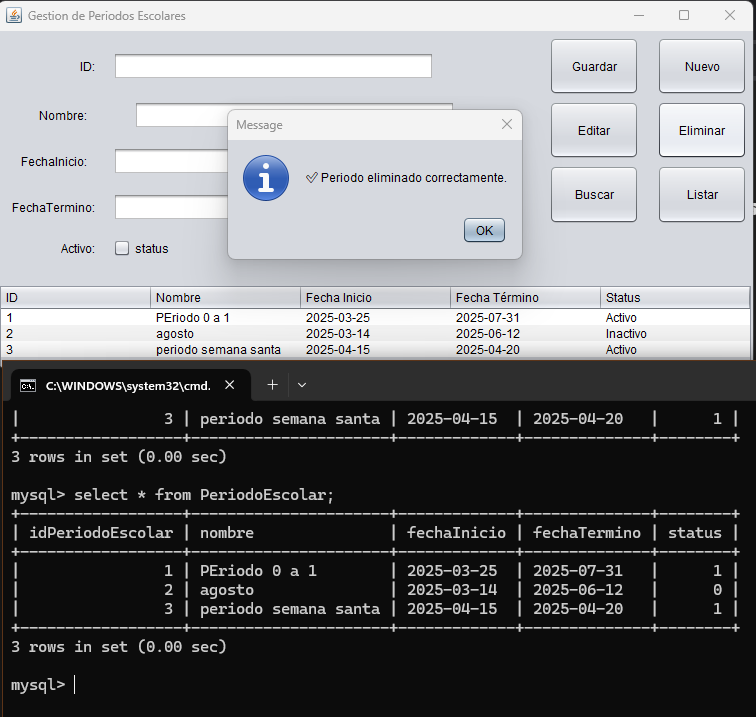 Gestion de Periodos Escolares
ID:
Guardar
Nuevo
Nombre:
Message
Editar
Eliminar
FechaInicio:
Periodo eliminado correctamente.
FechaTermino:
Buscar
Listar
OK
Activo: status
ID Nombre Fecha Inicio Fecha Término Status
1 PEriodo 0 a 1 2025-03-25 2025-07-31 Activo
2 agosto 2025-03-14 2025-06-12 Inactivo
3 periodo semana santa 2025-04-15 2025-04-20 Activo
C:\WINDOWS\system32\cmd.
| 3 | periodo semana santa | 2025-04-15 | 2025-04-20 | 1 |
+------------------+----------------------+-------------+--------------+--------+
3 rows in set (0.00 sec)
mysql> select * from PeriodoEscolar;
+------------------+----------------------+-------------+--------------+--------+
| idPeriodoEscolar | nombre | fechaInicio | fechaTermino | status |
+------------------+----------------------+-------------+--------------+--------+
| 1 | PEriodo 0 a 1 | 2025-03-25 | 2025-07-31 | 1 |
| 2 | agosto | 2025-03-14 | 2025-06-12 | 0 |
| 3 | periodo semana santa | 2025-04-15 | 2025-04-20 | 1 |
+------------------+----------------------+-------------+--------------+--------+
3 rows in set (0.00 sec)
mysql>